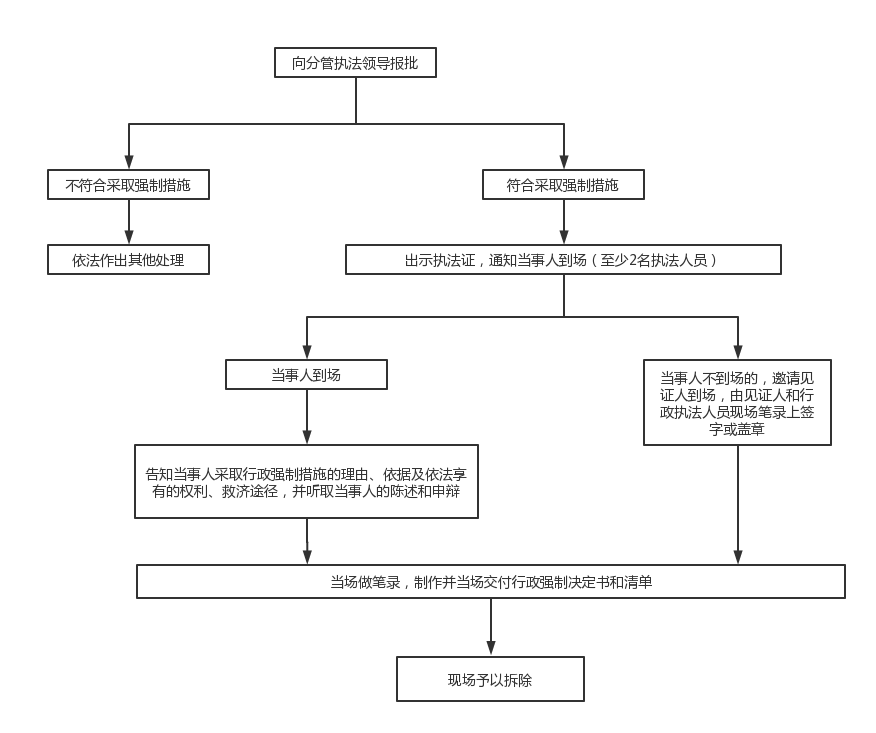 向分管执法领导报批
不符合采取强制措施
符合采取强制措施
依法作出其他处理
出示执法证，通知当事人到场（至少2名执法人员）
当事人到场
当事人不到场的，邀请见
证人到场，由见证人和行
政执法人员现场笔录上签
字或盖章
告知当事人采取行政强制措施的理由、依据及依法享
有的权利、救济途径，并听取当事人的陈述和申辩
当场做笔录，制作并当场交付行政强制决定书和清单
现场予以拆除